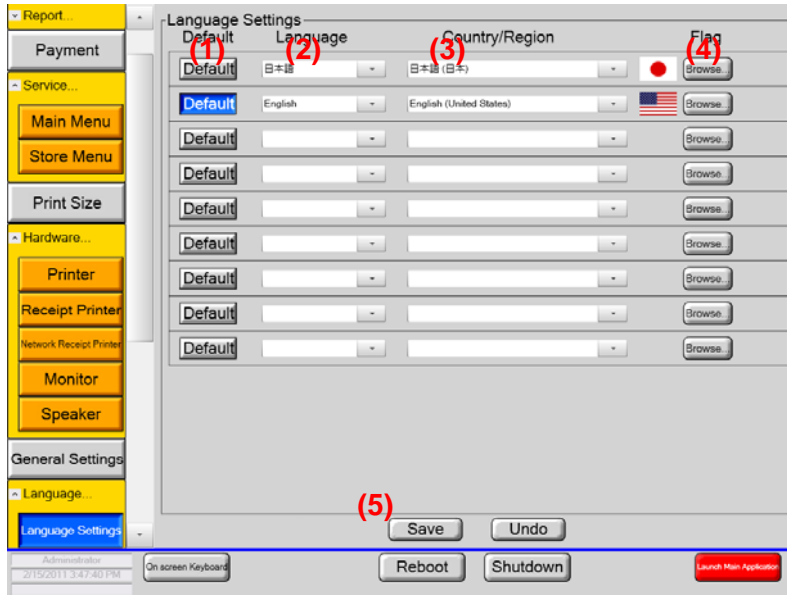 Report...
Payment
Service...
Main Menu
Store Menu
Print Size
Hardware...
Printer
Receipt Printer
Network Receipt Printer
Monitor
Speaker
General Settings
Language...
Language Settings
Language Settings
Default Language Country/Region Flag
(1) (2) (3) (4)
Default 日本語 日本語 (日本) Browse...
Default English English (United States) Browse...
Default Browse...
Default Browse...
Default Browse...
Default Browse...
Default Browse...
Default Browse...
Default Browse...
(5)
Save Undo
Administrator
2/15/2011 3:47:40 PM
On screen Keyboard Reboot Shutdown Launch Main Application